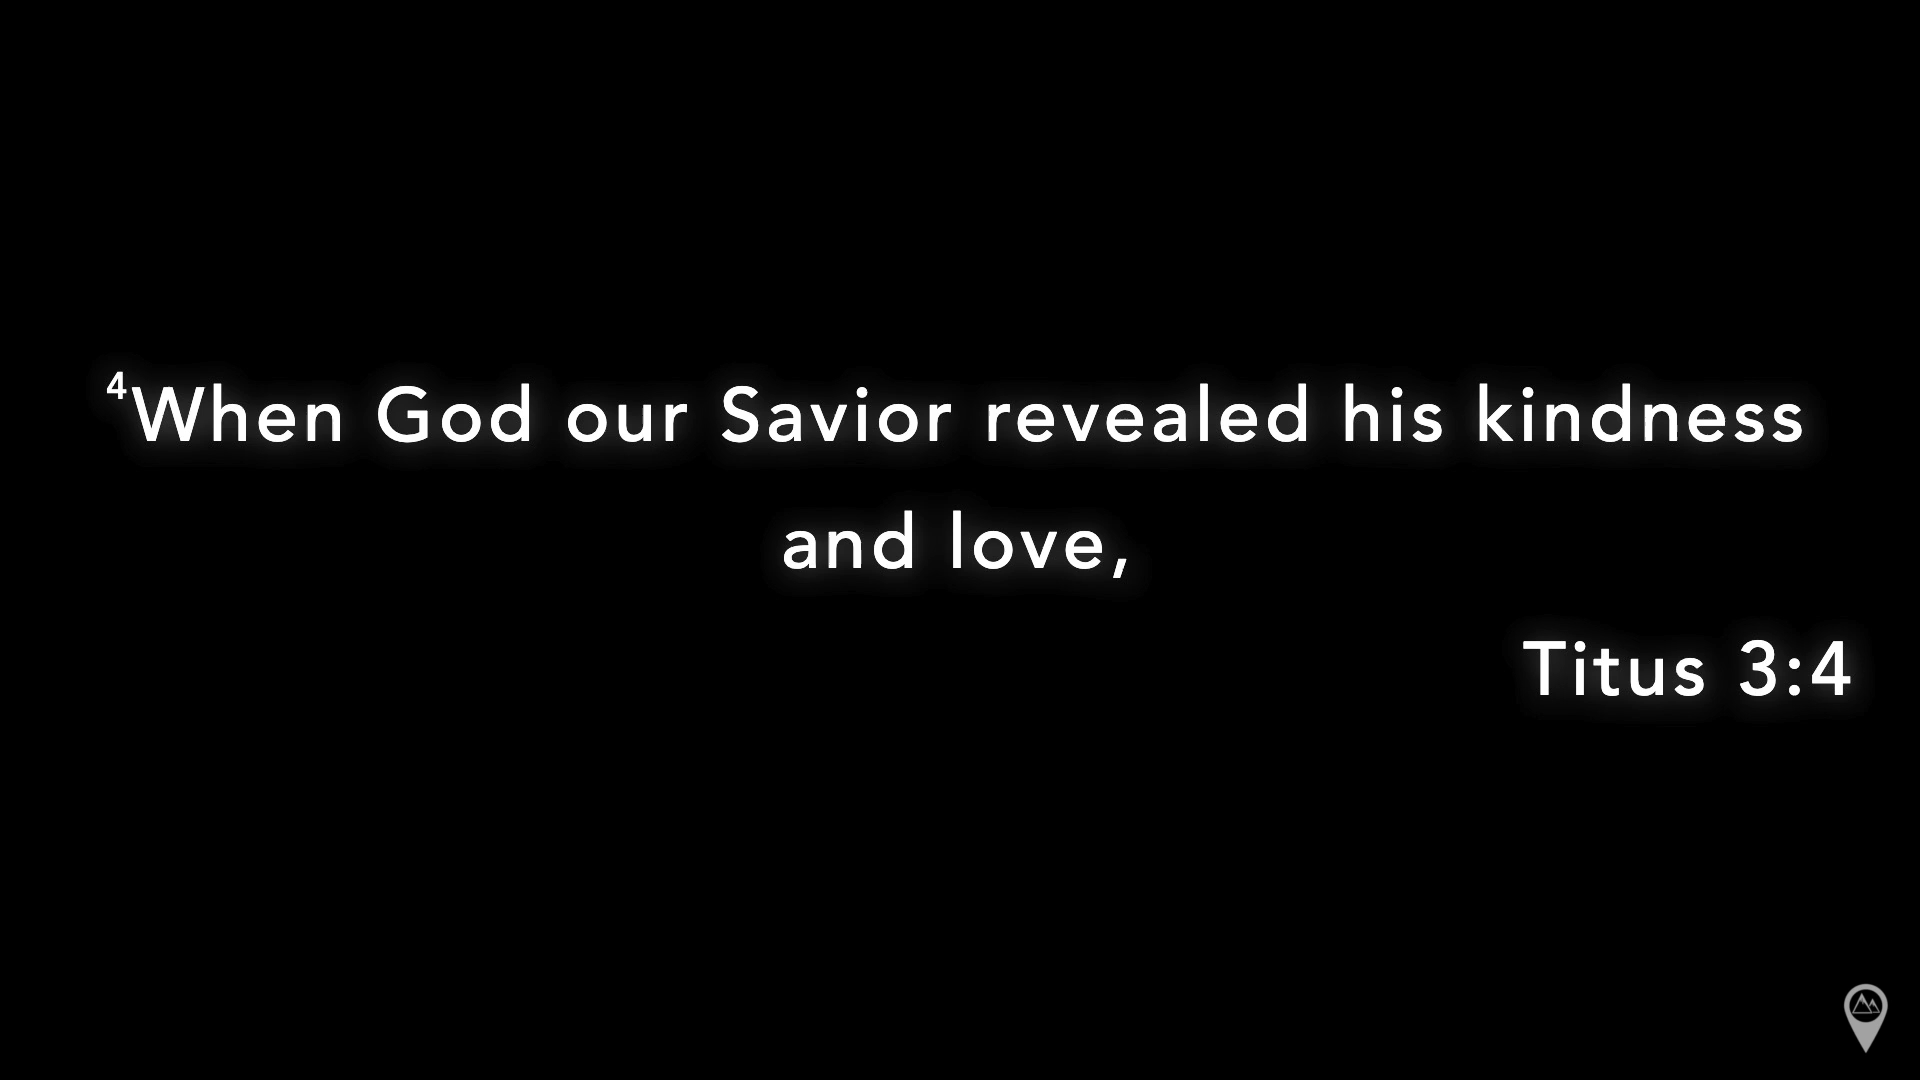 ⁴When God our Savior revealed his kindness
and love,
Titus 3:4